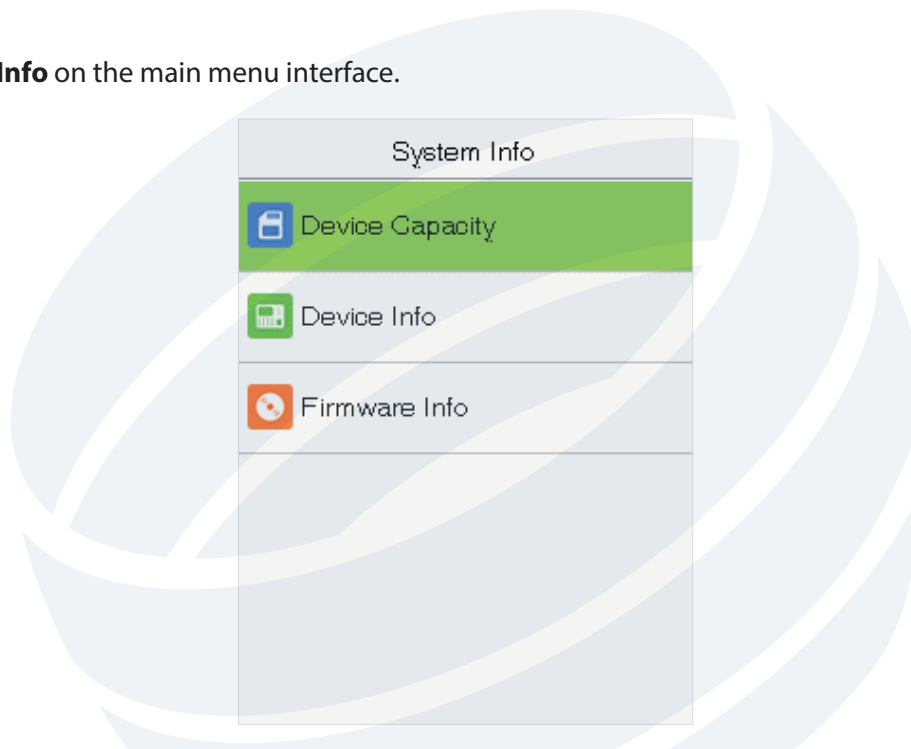 Info on the main menu interface.
System Info
Device Capacity
Device Info
Firmware Info